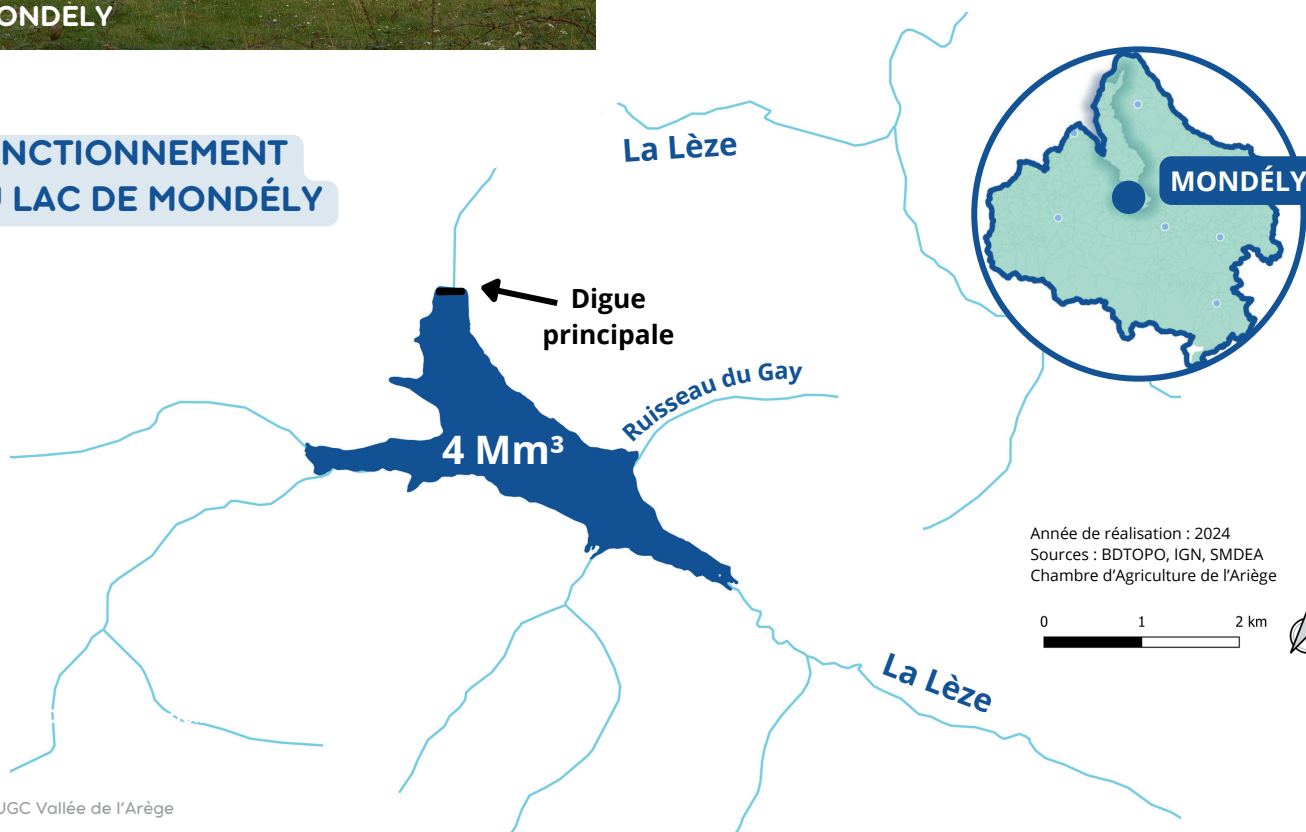 ONDELY
NCTIONNEMENT
LAC DE MONDÉLY
La Lèze
MONDÉLY
Digue
principale
Ruisseau du Gay
4 Mm³
Année de réalisation : 2024
Sources : BDTOPO, IGN, SMDEA
Chambre d'Agriculture de l'Ariège
0 1 2 km
La Lèze
UGC Vallée de l'Arège